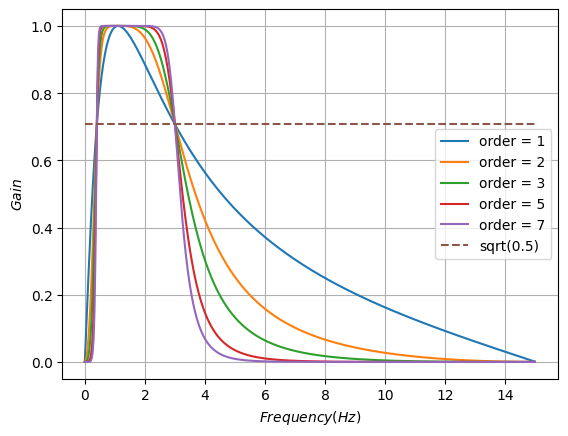 1.0
0.8
0.6
0.4
0.2
0.0
Gain
order = 1
order = 2
order = 3
order = 5
order = 7
sqrt(0.5)
0 2 4 6 8 10 12 14
Frequency(Hz)